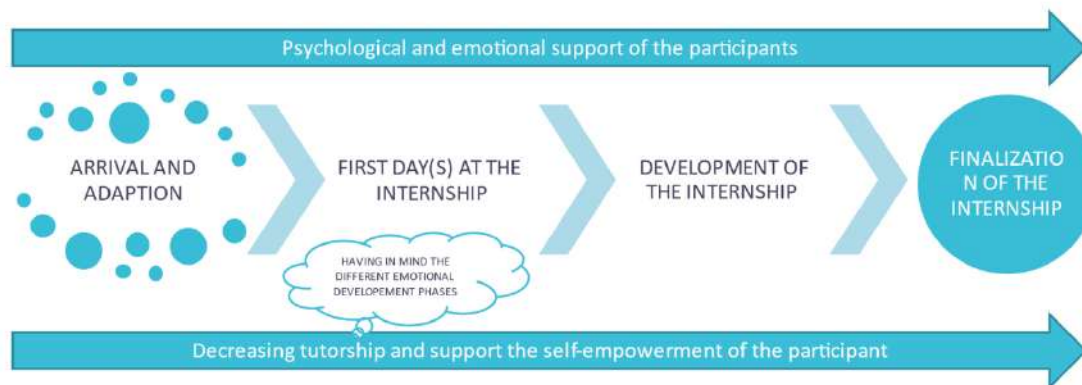 Psychological and emotional support of the participants
ARRIVAL AND
ADAPTION
FIRST DAY(S) AT THE
INTERNSHIP
DEVELOPMENT OF
THE INTERNSHIP
FINALIZATIO
N OF THE
INTERNSHIP
HAVING IN MIND THE
DIFFERENT EMOTIONAL
DEVELOPEMENT PHASES
Decreasing tutorship and support the self-empowerment of the participant